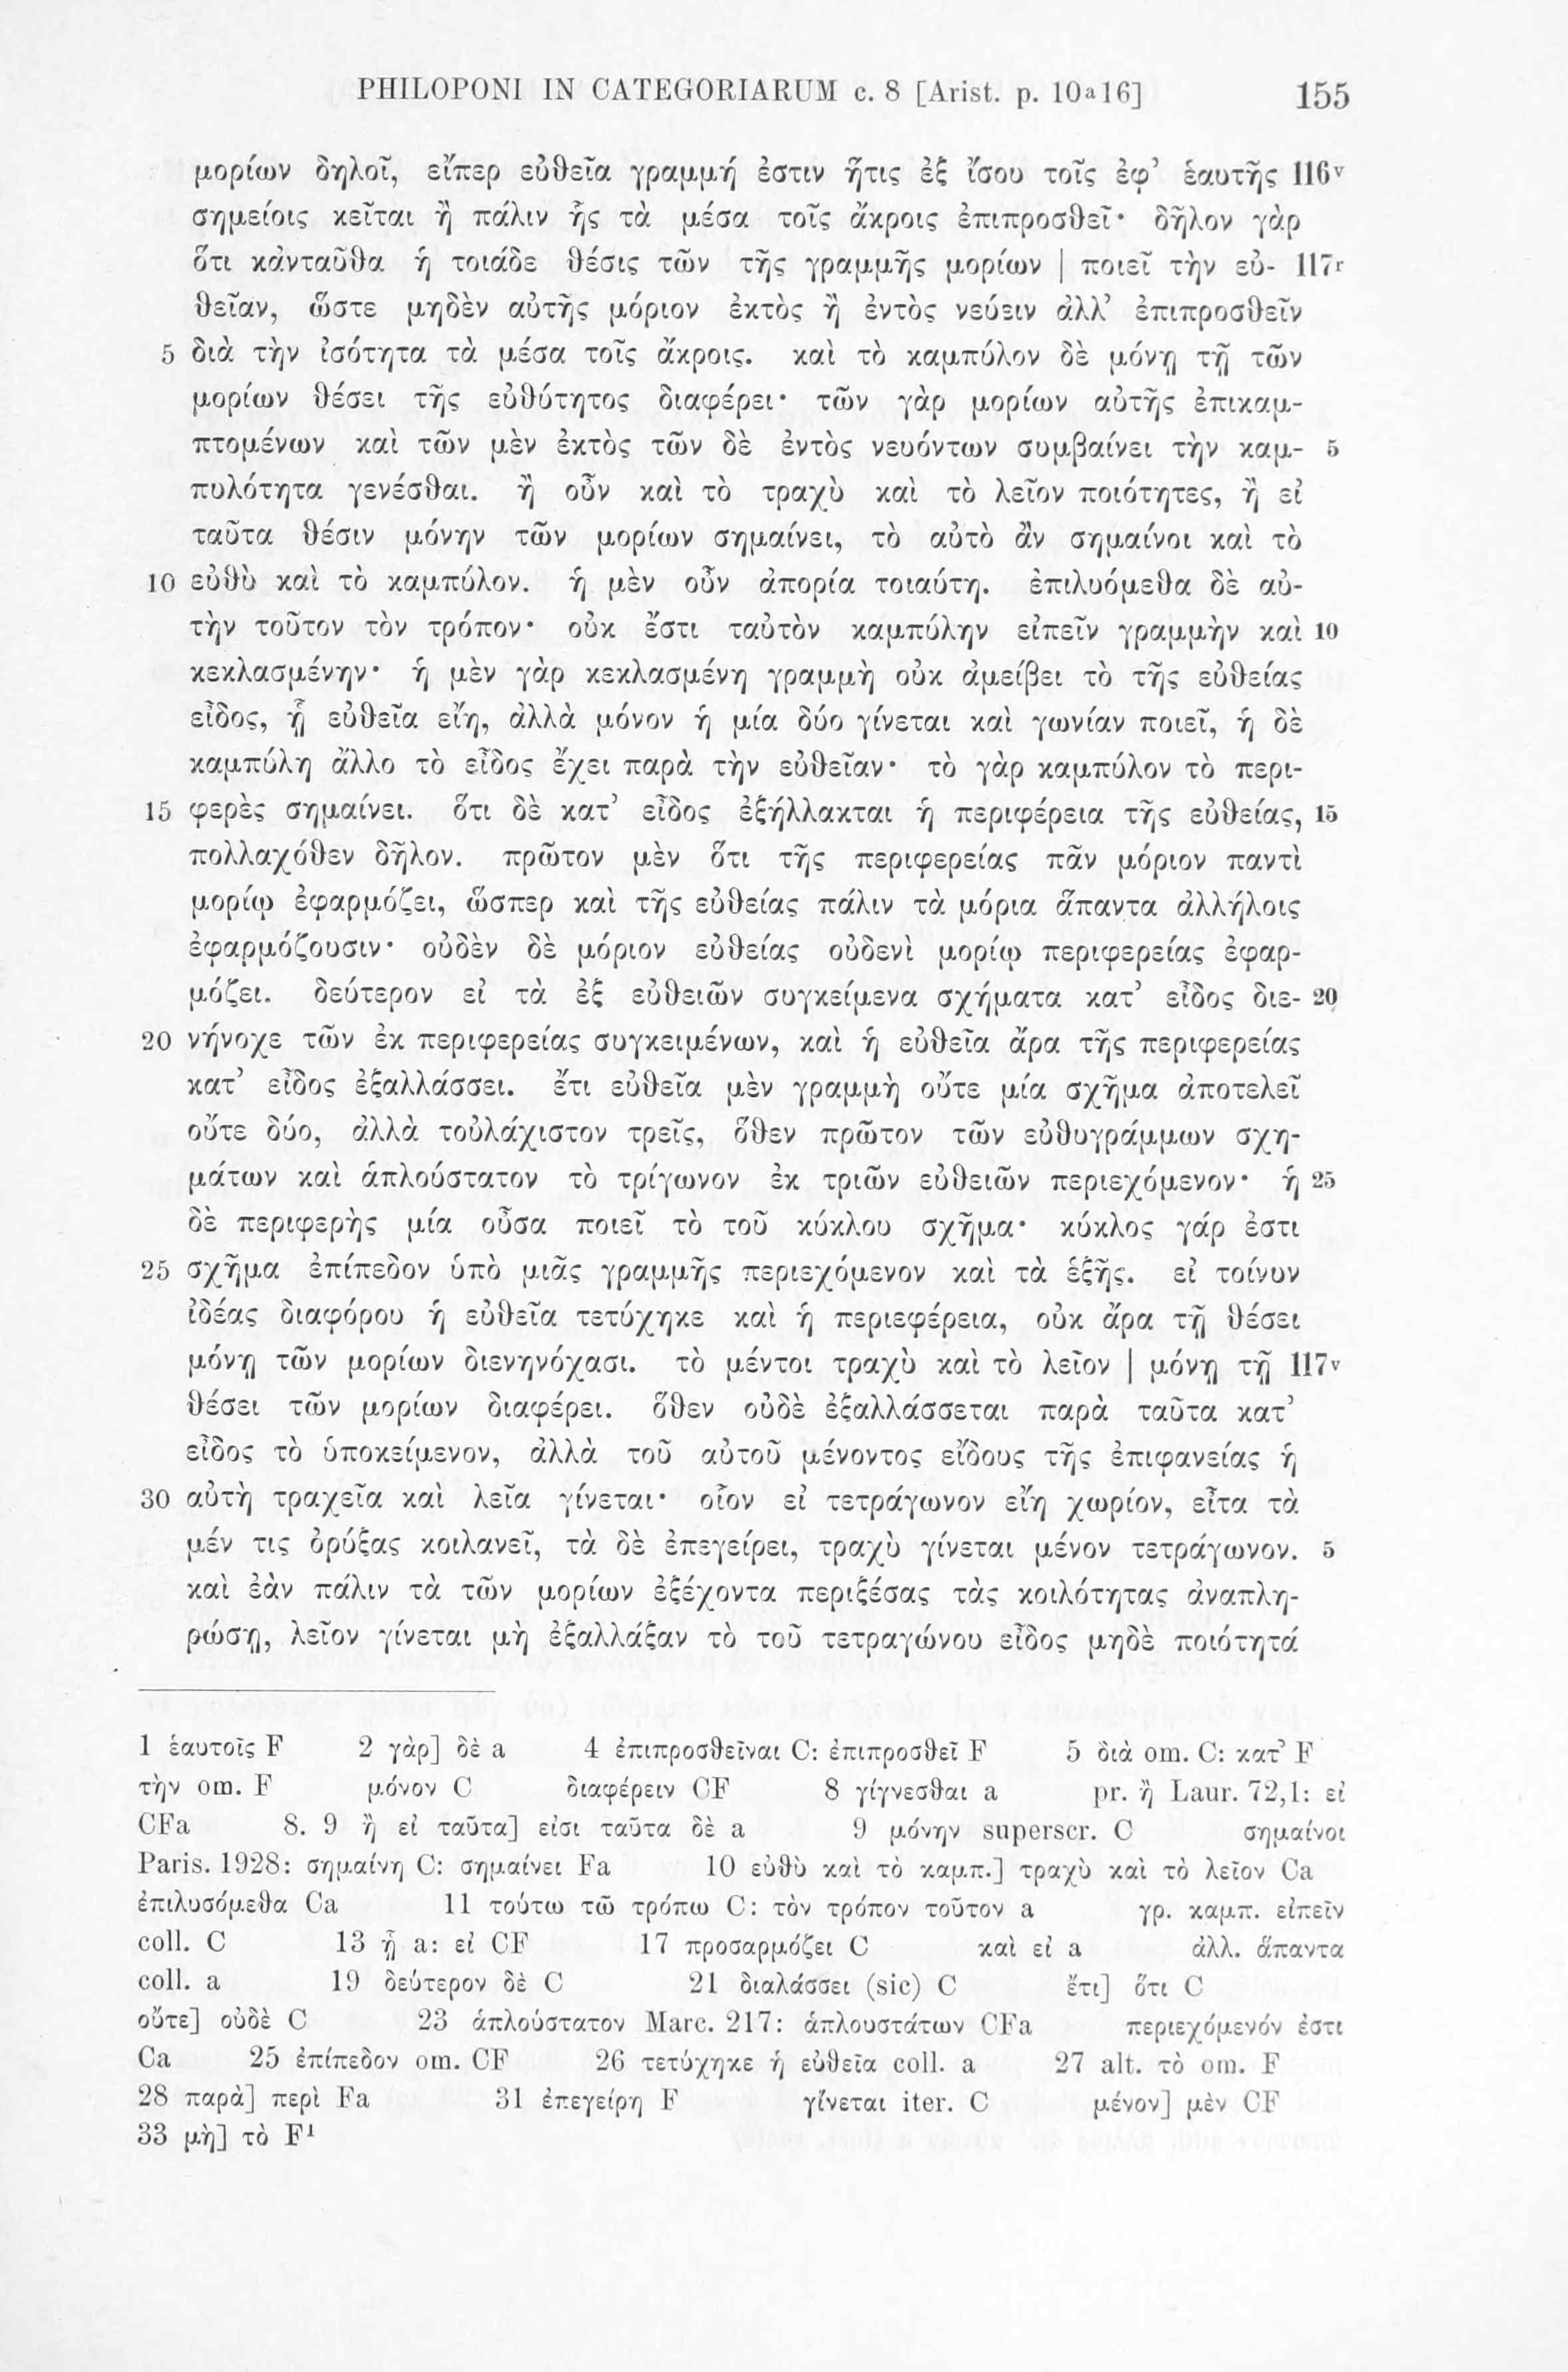 PHILOPONI IN CATEGORIARUM c. 8 [Arist. p. 10ᵃ16] 155
μορίων δηλοῖ, εἴπερ εὐθεῖα γραμμή ἐστιν ἥτις ἐξ ἴσου τοῖς ἐφ’ ἑαυτῆς 116ᵛ
σημείοις κεῖται ἢ πάλιν ἧς τὰ μέσα τοῖς ἄκροις ἐπιπροσθεῖ· δῆλον γὰρ
ὅτι κἀνταῦθα ἡ τοιάδε θέσις τῶν τῆς γραμμῆς μορίων | ποιεῖ τὴν εὐ- 117ʳ
θεῖαν, ὥστε μηδὲν αὐτῆς μόριον ἐκτὸς ἢ ἐντὸς νεύειν ἀλλ’ ἐπιπροσθεῖν
5 διὰ τὴν ἰσότητα τὰ μέσα τοῖς ἄκροις. καὶ τὸ καμπύλον δὲ μόνῃ τῇ τῶν
μορίων θέσει τῆς εὐθύτητος διαφέρει· τῶν γὰρ μορίων αὐτῆς ἐπικαμ-
πτομένων καὶ τῶν μὲν ἐκτὸς τῶν δὲ ἐντὸς νευόντων συμβαίνει τὴν καμ- 5
πυλότητα γενέσθαι. ἢ οὖν καὶ τὸ τραχὺ καὶ τὸ λεῖον ποιότητες, ἢ εἰ
ταῦτα θέσιν μόνην τῶν μορίων σημαίνει, τὸ αὐτὸ ἂν σημαίνοι καὶ τὸ
10 εὐθὺ καὶ τὸ καμπύλον. ἡ μὲν οὖν ἀπορία τοιαύτη. ἐπιλυόμεθα δὲ αὐ-
τὴν τοῦτον τὸν τρόπον· οὐκ ἔστι ταὐτὸν καμπύλην εἰπεῖν γραμμὴν καὶ 10
κεκλασμένην· ἡ μὲν γὰρ κεκλασμένη γραμμὴ οὐκ ἀμείβει τὸ τῆς εὐθείας
εἶδος, ᾗ εὐθεῖα εἴη, ἀλλὰ μόνον ἡ μία δύο γίνεται καὶ γωνίαν ποιεῖ, ἡ δὲ
καμπύλη ἄλλο τὸ εἶδος ἔχει παρὰ τὴν εὐθεῖαν· τὸ γὰρ καμπύλον τὸ περι-
15 φερὲς σημαίνει. ὅτι δὲ κατ’ εἶδος ἐξήλλακται ἡ περιφέρεια τῆς εὐθείας, 15
πολλαχόθεν δῆλον. πρῶτον μὲν ὅτι τῆς περιφερείας πᾶν μόριον παντὶ
μορίῳ ἐφαρμόζει, ὥσπερ καὶ τῆς εὐθείας πάλιν τὰ μόρια ἅπαντα ἀλλήλοις
ἐφαρμόζουσιν· οὐδὲν δὲ μόριον εὐθείας οὐδενὶ μορίῳ περιφερείας ἐφαρ-
μόζει. δεύτερον εἰ τὰ ἐξ εὐθειῶν συγκείμενα σχήματα κατ’ εἶδος διε- 20
20 νήνοχε τῶν ἐκ περιφερείας συγκειμένων, καὶ ἡ εὐθεῖα ἄρα τῆς περιφερείας
κατ’ εἶδος ἐξαλλάσσει. ἔτι εὐθεῖα μὲν γραμμὴ οὔτε μία σχῆμα ἀποτελεῖ
οὔτε δύο, ἀλλὰ τοὐλάχιστον τρεῖς, ὅθεν πρῶτον τῶν εὐθυγράμμων σχη-
μάτων καὶ ἁπλούστατον τὸ τρίγωνον ἐκ τριῶν εὐθειῶν περιεχόμενον· ἡ 25
δὲ περιφερὴς μία οὖσα ποιεῖ τὸ τοῦ κύκλου σχῆμα· κύκλος γάρ ἐστι
25 σχῆμα ἐπίπεδον ὑπὸ μιᾶς γραμμῆς περιεχόμενον καὶ τὰ ἑξῆς. εἰ τοίνυν
ἰδέας διαφόρου ἡ εὐθεῖα τετύχηκε καὶ ἡ περιεφέρεια, οὐκ ἄρα τῇ θέσει
μόνῃ τῶν μορίων διενηνόχασι. τὸ μέντοι τραχὺ καὶ τὸ λεῖον | μόνῃ τῇ 117ᵛ
θέσει τῶν μορίων διαφέρει. ὅθεν οὐδὲ ἐξαλλάσσεται παρὰ ταῦτα κατ’
εἶδος τὸ ὑποκείμενον, ἀλλὰ τοῦ αὐτοῦ μένοντος εἴδους τῆς ἐπιφανείας ἡ
30 αὐτὴ τραχεῖα καὶ λεῖα γίνεται· οἷον εἰ τετράγωνον εἴη χωρίον, εἶτα τὰ
μέν τις ὀρύξας κοιλανεῖ, τὰ δὲ ἐπεγείρει, τραχὺ γίνεται μένον τετράγωνον. 5
καὶ ἐὰν πάλιν τὰ τῶν μορίων ἐξέχοντα περιξέσας τὰς κοιλότητας ἀναπλη-
ρώσῃ, λεῖον γίνεται μὴ ἐξαλλάξαν τὸ τοῦ τετραγώνου εἶδος μηδὲ ποιότητά
1 ἑαυτοῖς F 2 γὰρ] δὲ a 4 ἐπιπροσθεῖναι C: ἐπιπροσθεῖ F 5 διὰ om. C: κατ’ F
τὴν om. F μόνον C διαφέρειν CF 8 γίγνεσθαι a pr. ἢ Laur. 72,1: εἰ
CFa 8. 9 ἢ εἰ ταῦτα] εἰσι ταῦτα δὲ a 9 μόνην superscr. C σημαίνοι
Paris. 1928: σημαίνη C: σημαίνει Fa 10 εὐθὺ καὶ τὸ καμπ.] τραχὺ καὶ τὸ λεῖον Ca
ἐπιλυσόμεθα Ca 11 τούτω τῶ τρόπω C: τὸν τρόπον τοῦτον a γρ. καμπ. εἰπεῖν
coll. C 13 ᾗ a: εἰ CF 17 προσαρμόζει C καὶ εἰ a ἀλλ. ἅπαντα
coll. a 19 δεύτερον δὲ C 21 διαλάσσει (sic) C ἔτι] ὅτι C
οὔτε] οὐδὲ C 23 ἁπλούστατον Marc. 217: ἁπλουστάτων CFa περιεχόμενόν ἐστι
Ca 25 ἐπίπεδον om. CF 26 τετύχηκε ἡ εὐθεῖα coll. a 27 alt. τὸ om. F
28 παρὰ] περὶ Fa 31 ἐπεγείρη F γίνεται iter. C μένον] μὲν CF
33 μὴ] τὸ F¹